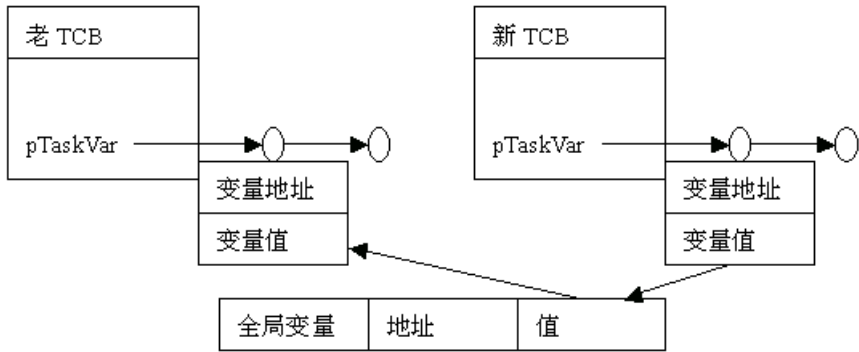 老 TCB
新 TCB
pTaskVar
pTaskVar
变量地址
变量地址
变量值
变量值
全局变量 地址 值